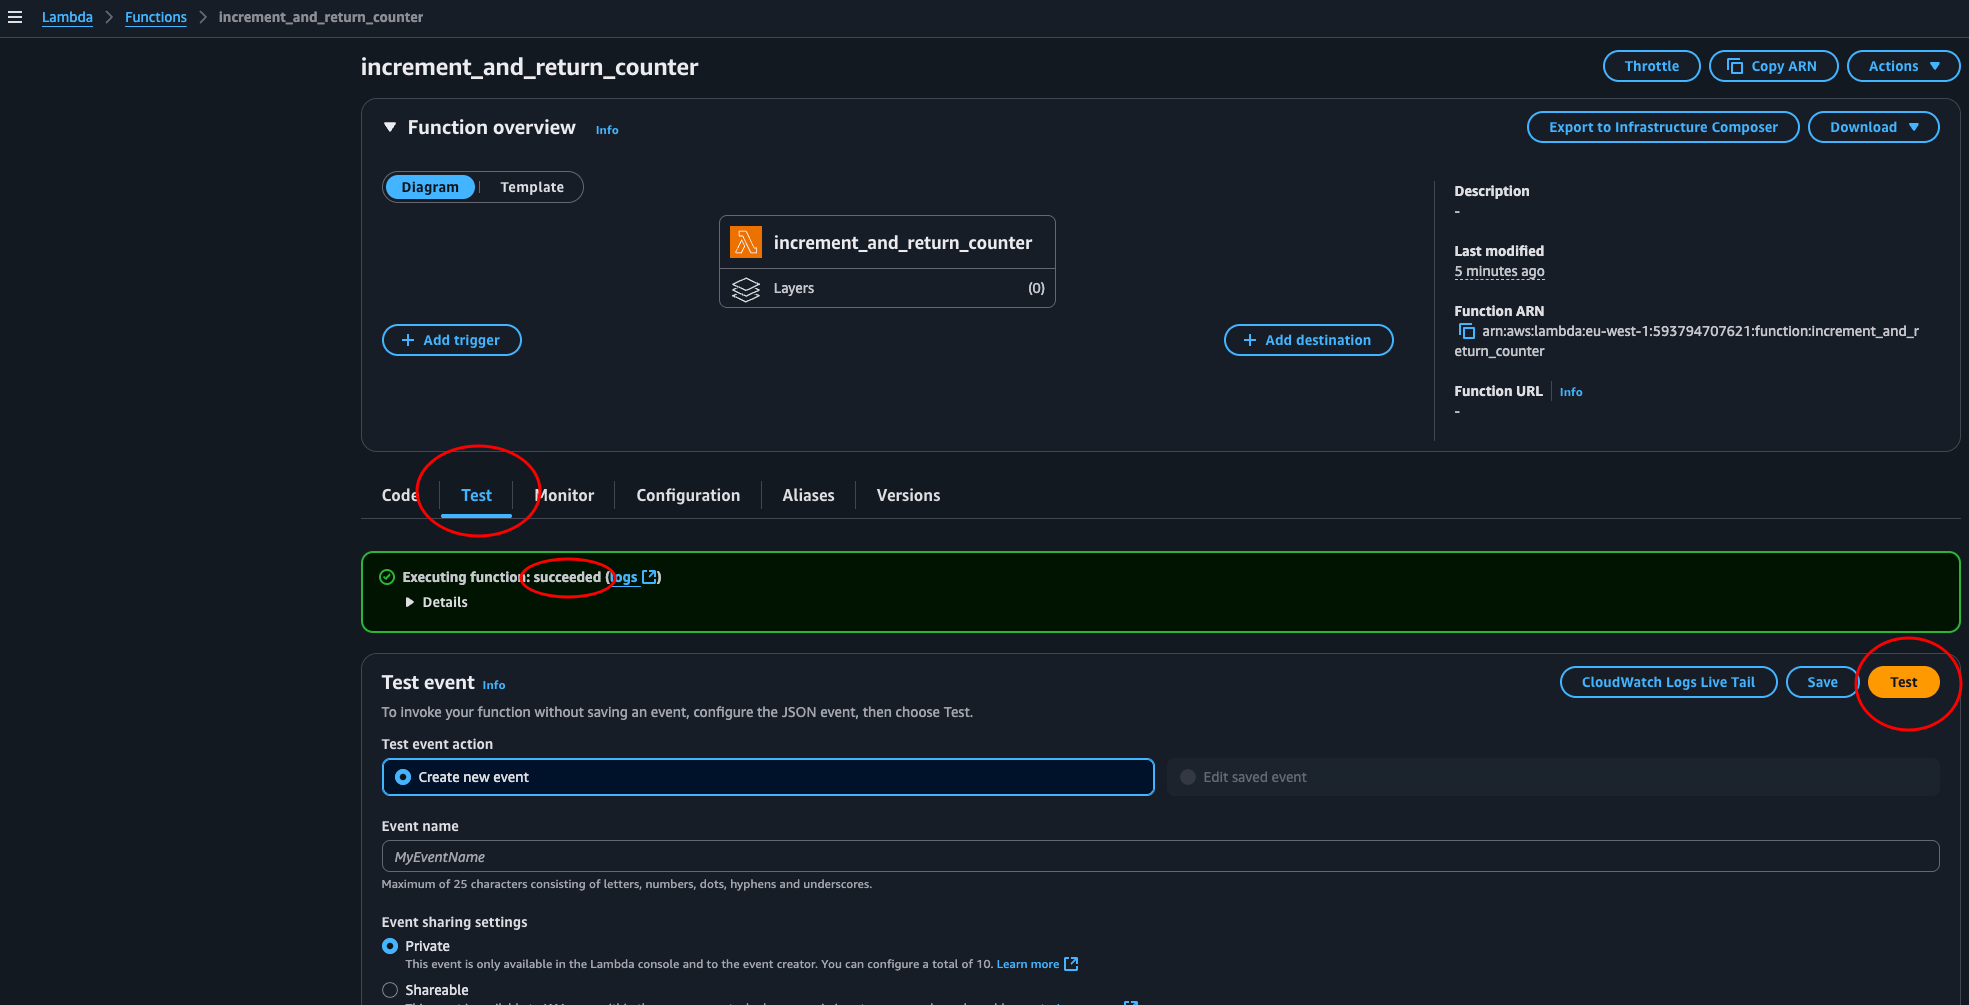 Lambda > Functions > increment_and_return_counter
increment_and_return_counter
Throttle
Copy ARN
Actions
Function overview Info
Export to Infrastructure Composer
Download
Diagram
Template
increment_and_return_counter
Layers (0)
+ Add trigger
+ Add destination
Description
-
Last modified
5 minutes ago
Function ARN
arn:aws:lambda:eu-west-1:593794707621:function:increment_and_r
eturn_counter
Function URL Info
-
Code Test Monitor Configuration Aliases Versions
Executing function: succeeded (logs )
Details
Test event Info
CloudWatch Logs Live Tail
Save
Test
To invoke your function without saving an event, configure the JSON event, then choose Test.
Test event action
Create new event
Edit saved event
Event name
MyEventName
Maximum of 25 characters consisting of letters, numbers, dots, hyphens and underscores.
Event sharing settings
Private
This event is only available in the Lambda console and to the event creator. You can configure a total of 10. Learn more
Shareable